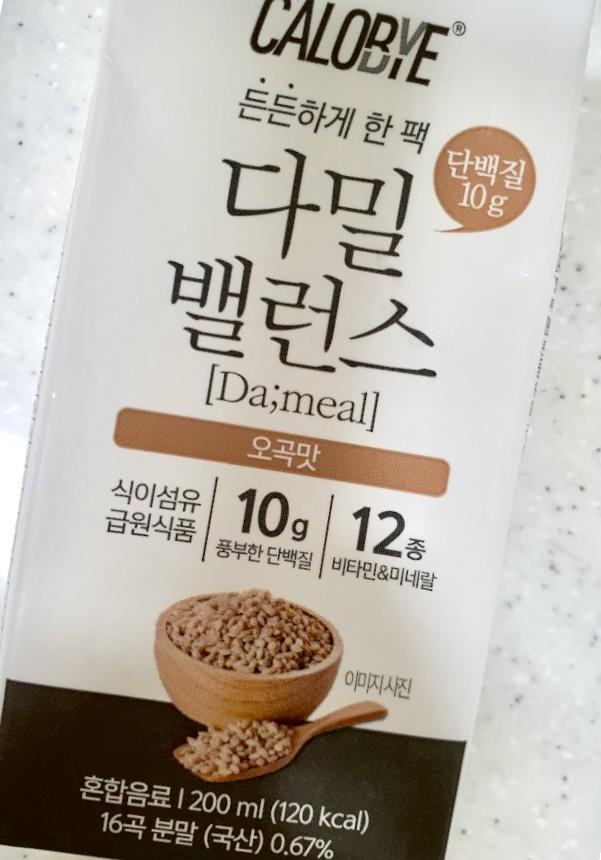 CALOBYE®
든든하게 한 팩
단백질
10g
다밀
밸런스
[Da;meal]
오곡맛
식이섬유
급원식품
10g
풍부한 단백질
12종
비타민&미네랄
이미지사진
혼합음료 | 200 ml (120 kcal)
16곡 분말 (국산) 0.67%